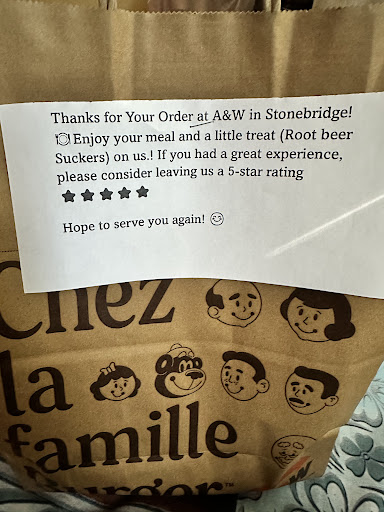 Thanks for Your Order at A&W in Stonebridge!
🍽!Enjoy your meal and a little treat (Root beer
Suckers) on us.! If you had a great experience,
please consider leaving us a 5-star rating
★★★★★
Hope to serve you again! 😊
Chez
la
famille
Burger™